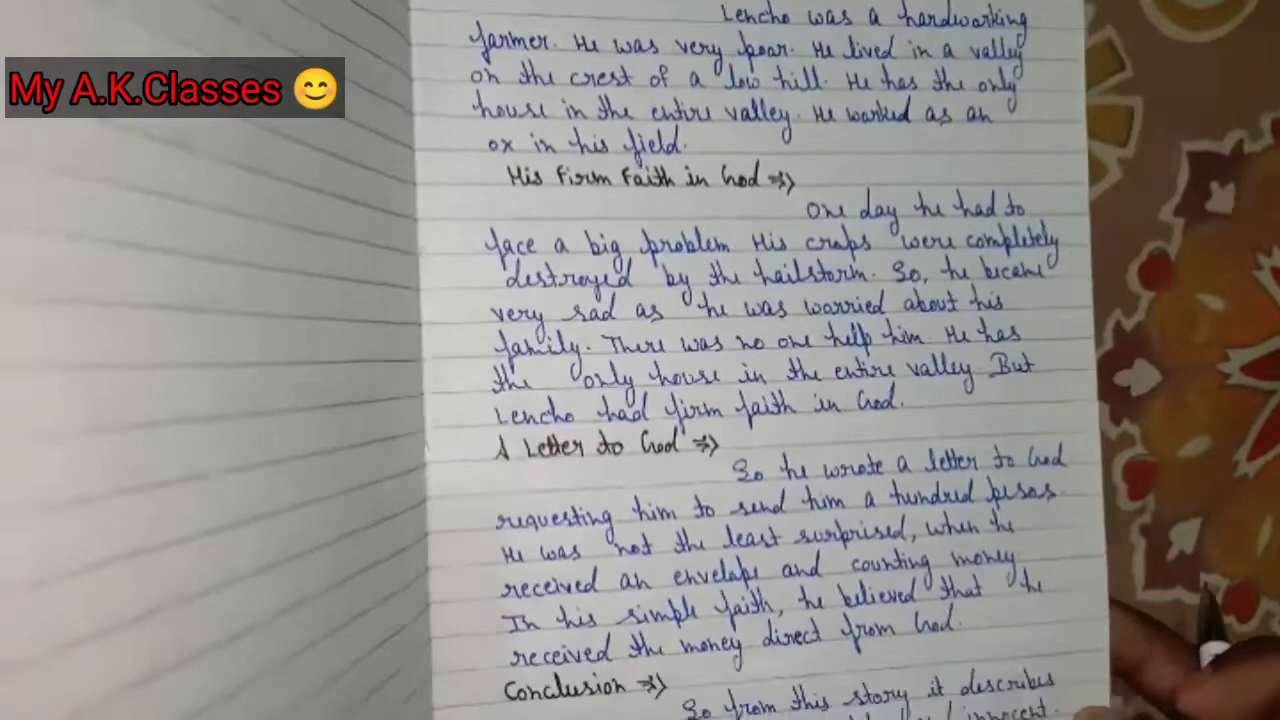 My A.K.Classes 😊
Lencho was a hardworking
farmer. He was very poor. He lived in a valley
on the crest of a low hill. He has the only
house in the entire valley. He worked as an
ox in his field.
His Firm Faith in God ⇒>
One day he had to
face a big problem His crops were completely
destroyed by the hailstorm. So, he became
very sad as he was worried about his
family. There was no one help him. He has
the only house in the entire valley But
Lencho had firm faith in God.
A Letter to God ⇒>
So he wrote a letter to God
requesting him to send him a hundred pesos.
He was not the least surprised, when he
received an envelope and counting money
In his simple faith, he believed that he
received the money direct from God.
Conclusion ⇒>
So from this story it describes
innocent.